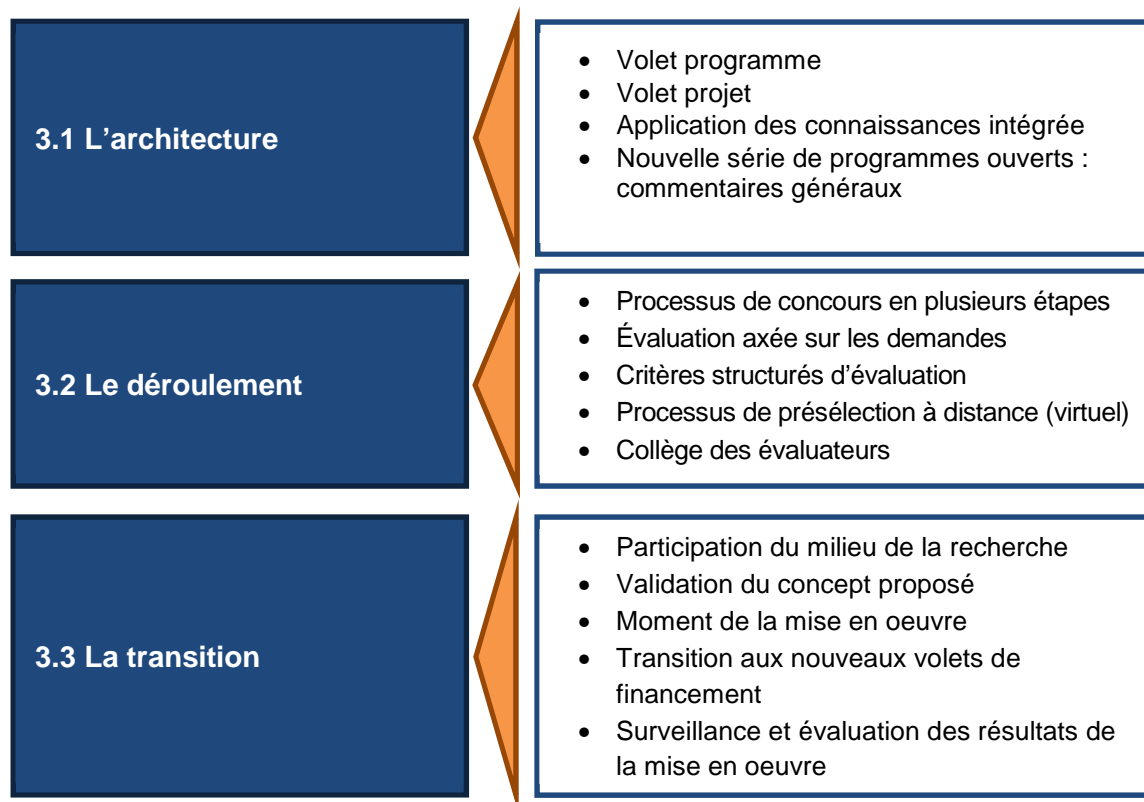 3.1 L’architecture
• Volet programme
• Volet projet
• Application des connaissances intégrée
• Nouvelle série de programmes ouverts :
commentaires généraux
3.2 Le déroulement
• Processus de concours en plusieurs étapes
• Évaluation axée sur les demandes
• Critères structurés d’évaluation
• Processus de présélection à distance (virtuel)
• Collège des évaluateurs
3.3 La transition
• Participation du milieu de la recherche
• Validation du concept proposé
• Moment de la mise en oeuvre
• Transition aux nouveaux volets de
financement
• Surveillance et évaluation des résultats de
la mise en oeuvre